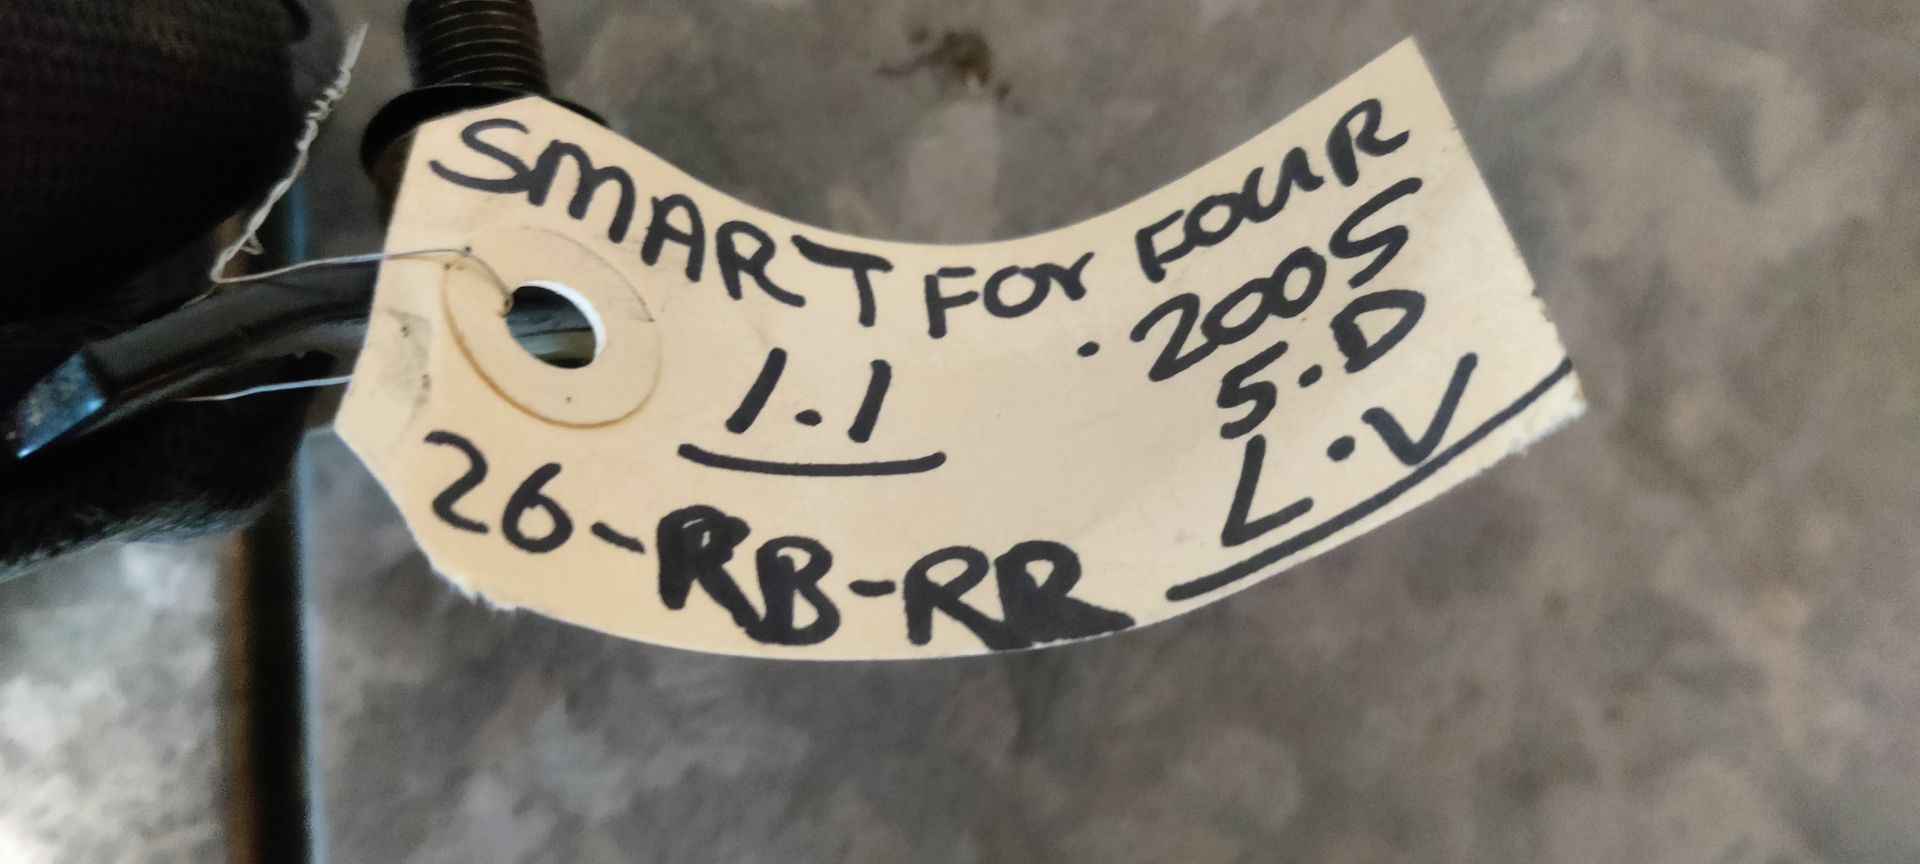 SMART FOR FOUR
1.1
. 2005
5.D
L.V
26-RB-RR